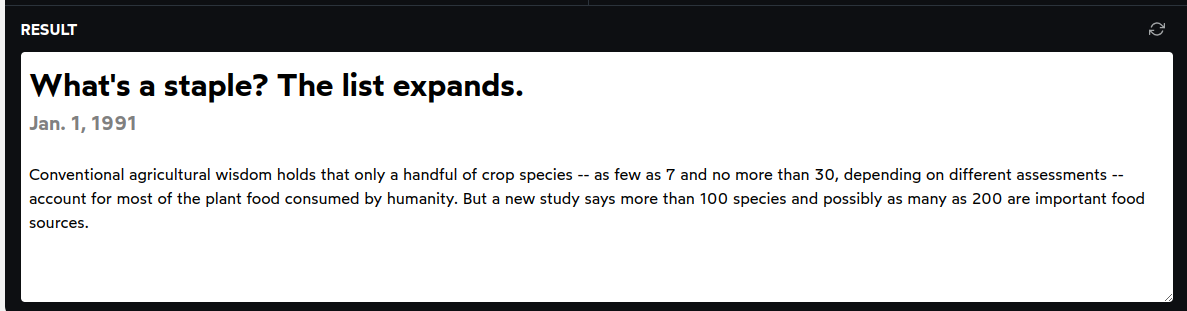 RESULT
What's a staple? The list expands.
Jan. 1, 1991
Conventional agricultural wisdom holds that only a handful of crop species -- as few as 7 and no more than 30, depending on different assessments --
account for most of the plant food consumed by humanity. But a new study says more than 100 species and possibly as many as 200 are important food
sources.